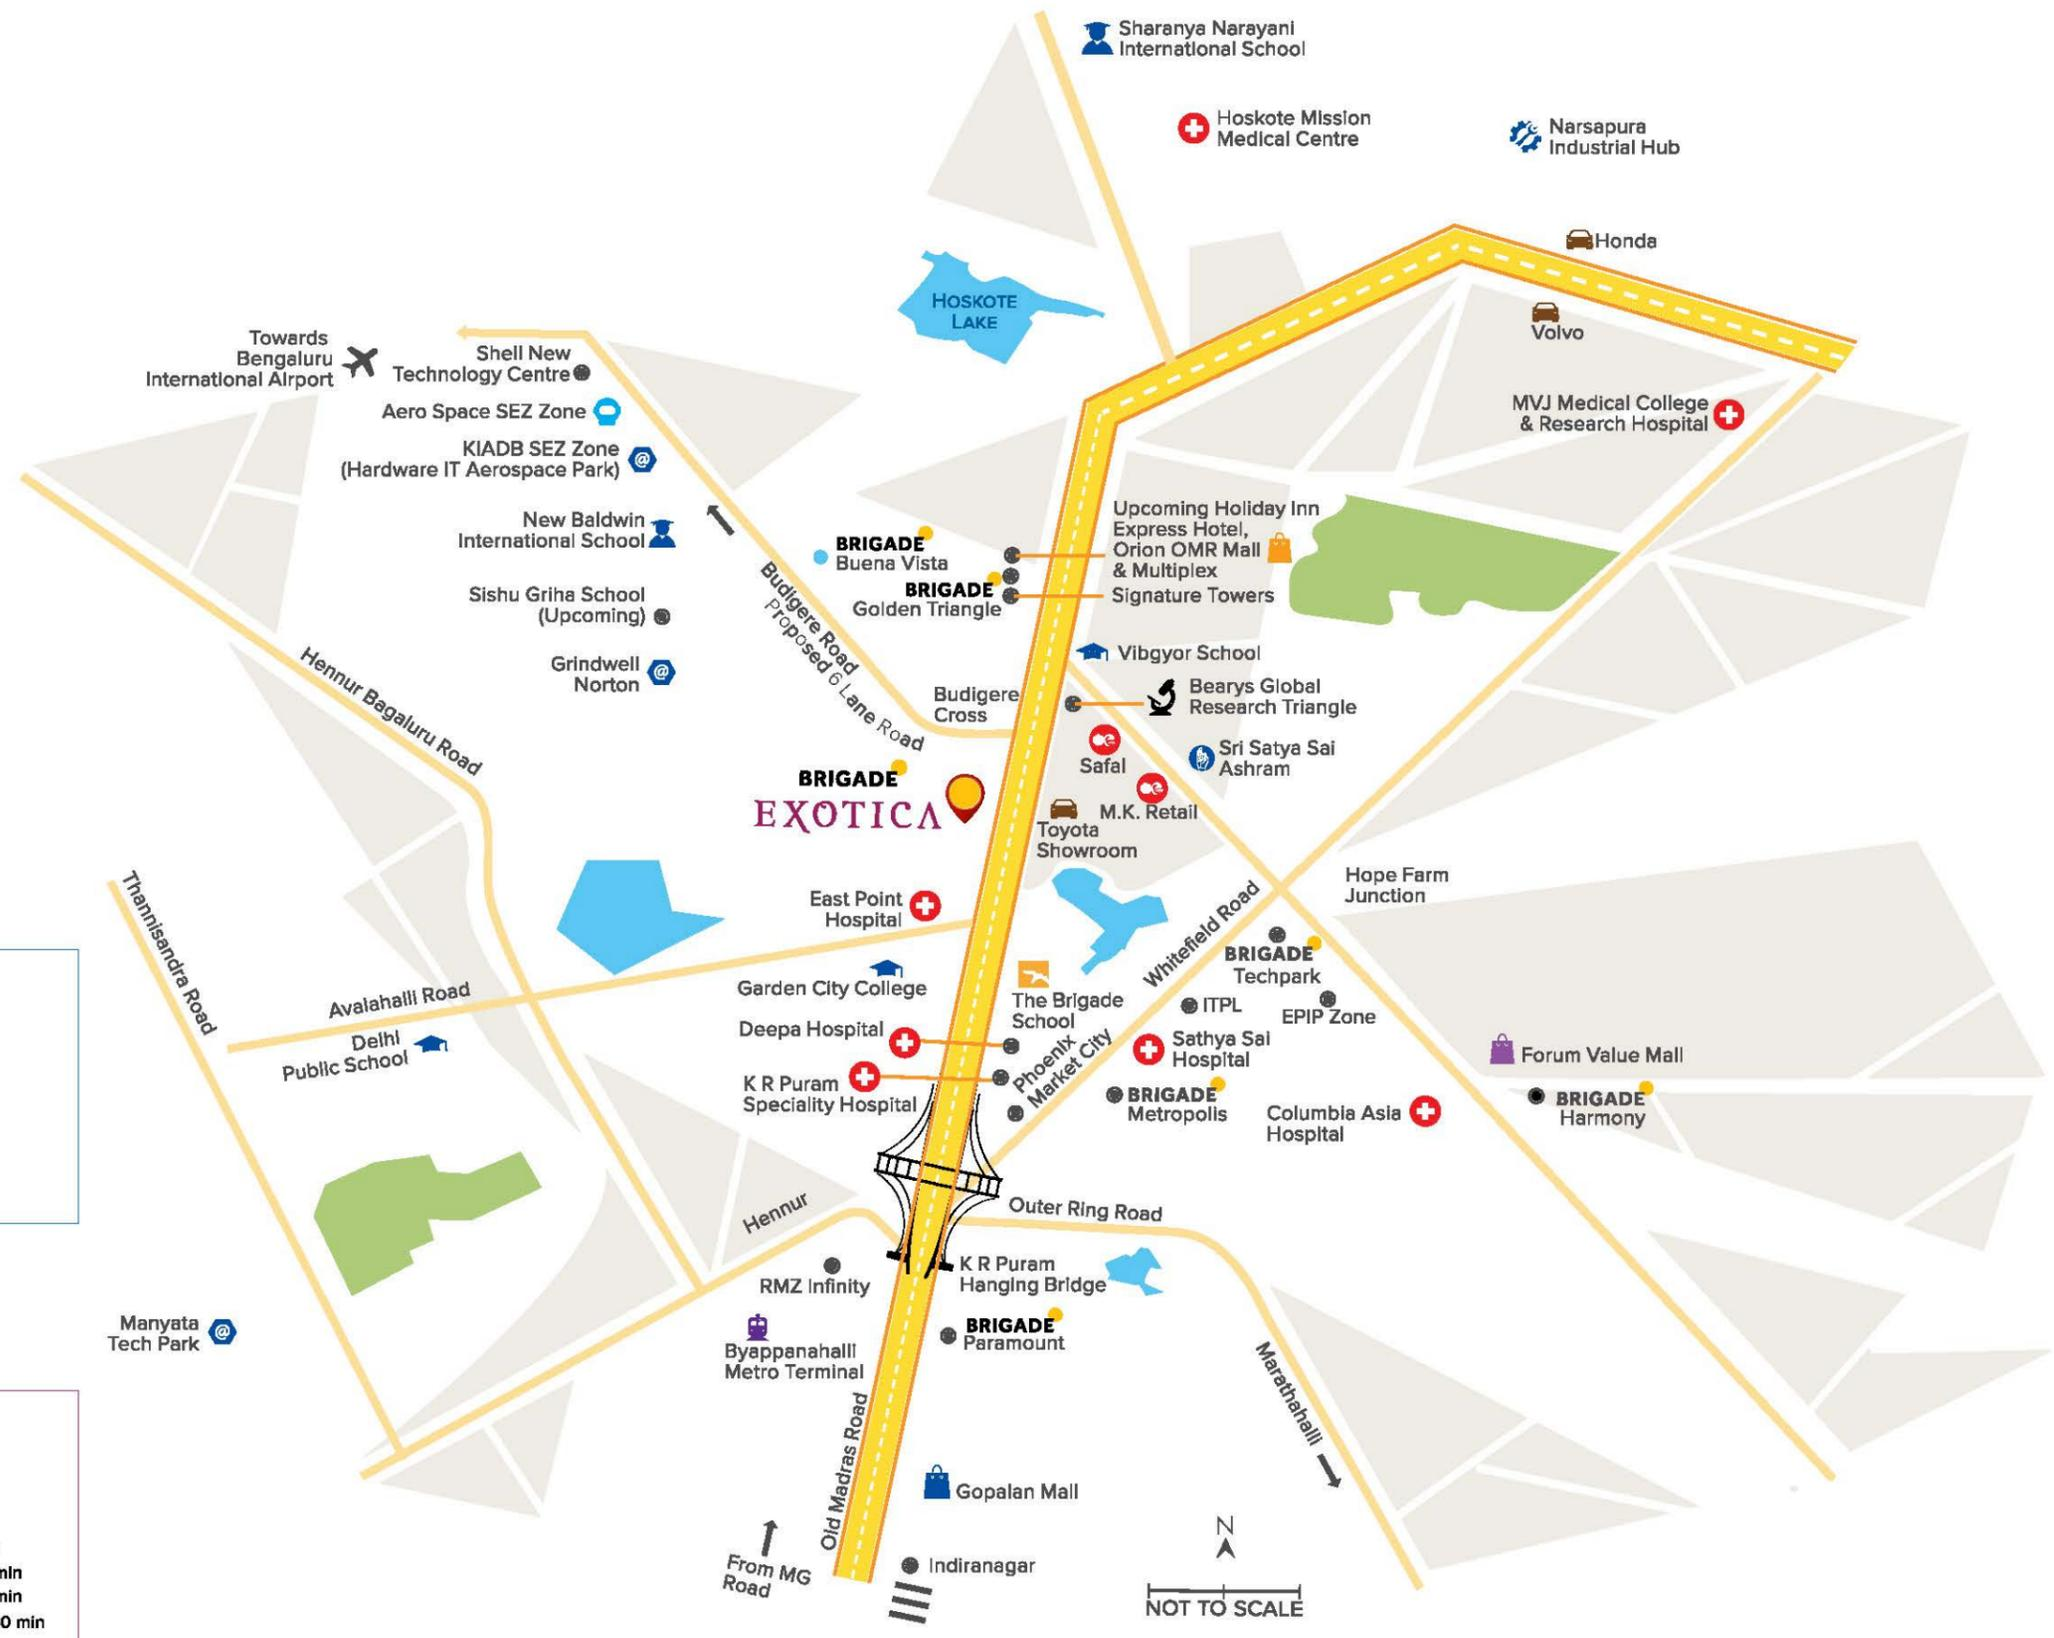 Sharanya Narayani
International School
Hoskote Mission
Medical Centre
Narsapura
Industrial Hub
Honda
HOSKOTE
LAKE
Volvo
Towards
Bengaluru
International Airport
Shell New
Technology Centre
Aero Space SEZ Zone
KIADB SEZ Zone
(Hardware IT Aerospace Park)
MVJ Medical College
& Research Hospital
New Baldwin
International School
Upcoming Holiday Inn
Express Hotel,
Orion OMR Mall
& Multiplex
Signature Towers
BRIGADE
Buena Vista
BRIGADE
Golden Triangle
Sishu Griha School
(Upcoming)
Grindwell
Norton
Budigere Road
Proposed 6 Lane Road
Hennur Bagaluru Road
Vibgyor School
Budigere
Cross
Bearys Global
Research Triangle
Safal
Sri Satya Sai
Ashram
M.K. Retail
BRIGADE
EXOTICA
Toyota
Showroom
Hope Farm
Junction
Thannisandra Road
East Point
Hospital
Whitefield Road
BRIGADE
Techpark
Avalahalli Road
Garden City College
The Brigade
School
ITPL
EPIP Zone
Delhi
Public School
Deepa Hospital
Phoenix
Market City
Sathya Sai
Hospital
Forum Value Mall
K R Puram
Speciality Hospital
BRIGADE
Metropolis
Columbia Asia
Hospital
BRIGADE
Harmony
Hennur
Outer Ring Road
RMZ Infinity
K R Puram
Hanging Bridge
Manyata
Tech Park
Byappanahalli
Metro Terminal
BRIGADE
Paramount
Marathahalli
Old Madras Road
Gopalan Mall
From MG
Road
Indiranagar
N
NOT TO SCALE
min
min
0 min